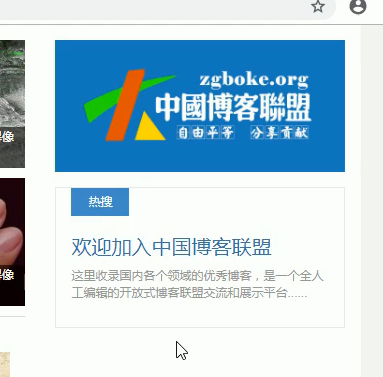 zgboke.org
中國博客聯盟
自由平等 分享貢献
像像
热搜
欢迎加入中国博客联盟
这里收录国内各个领域的优秀博客，是一个全人
工编辑的开放式博客联盟交流和展示平台......
像像